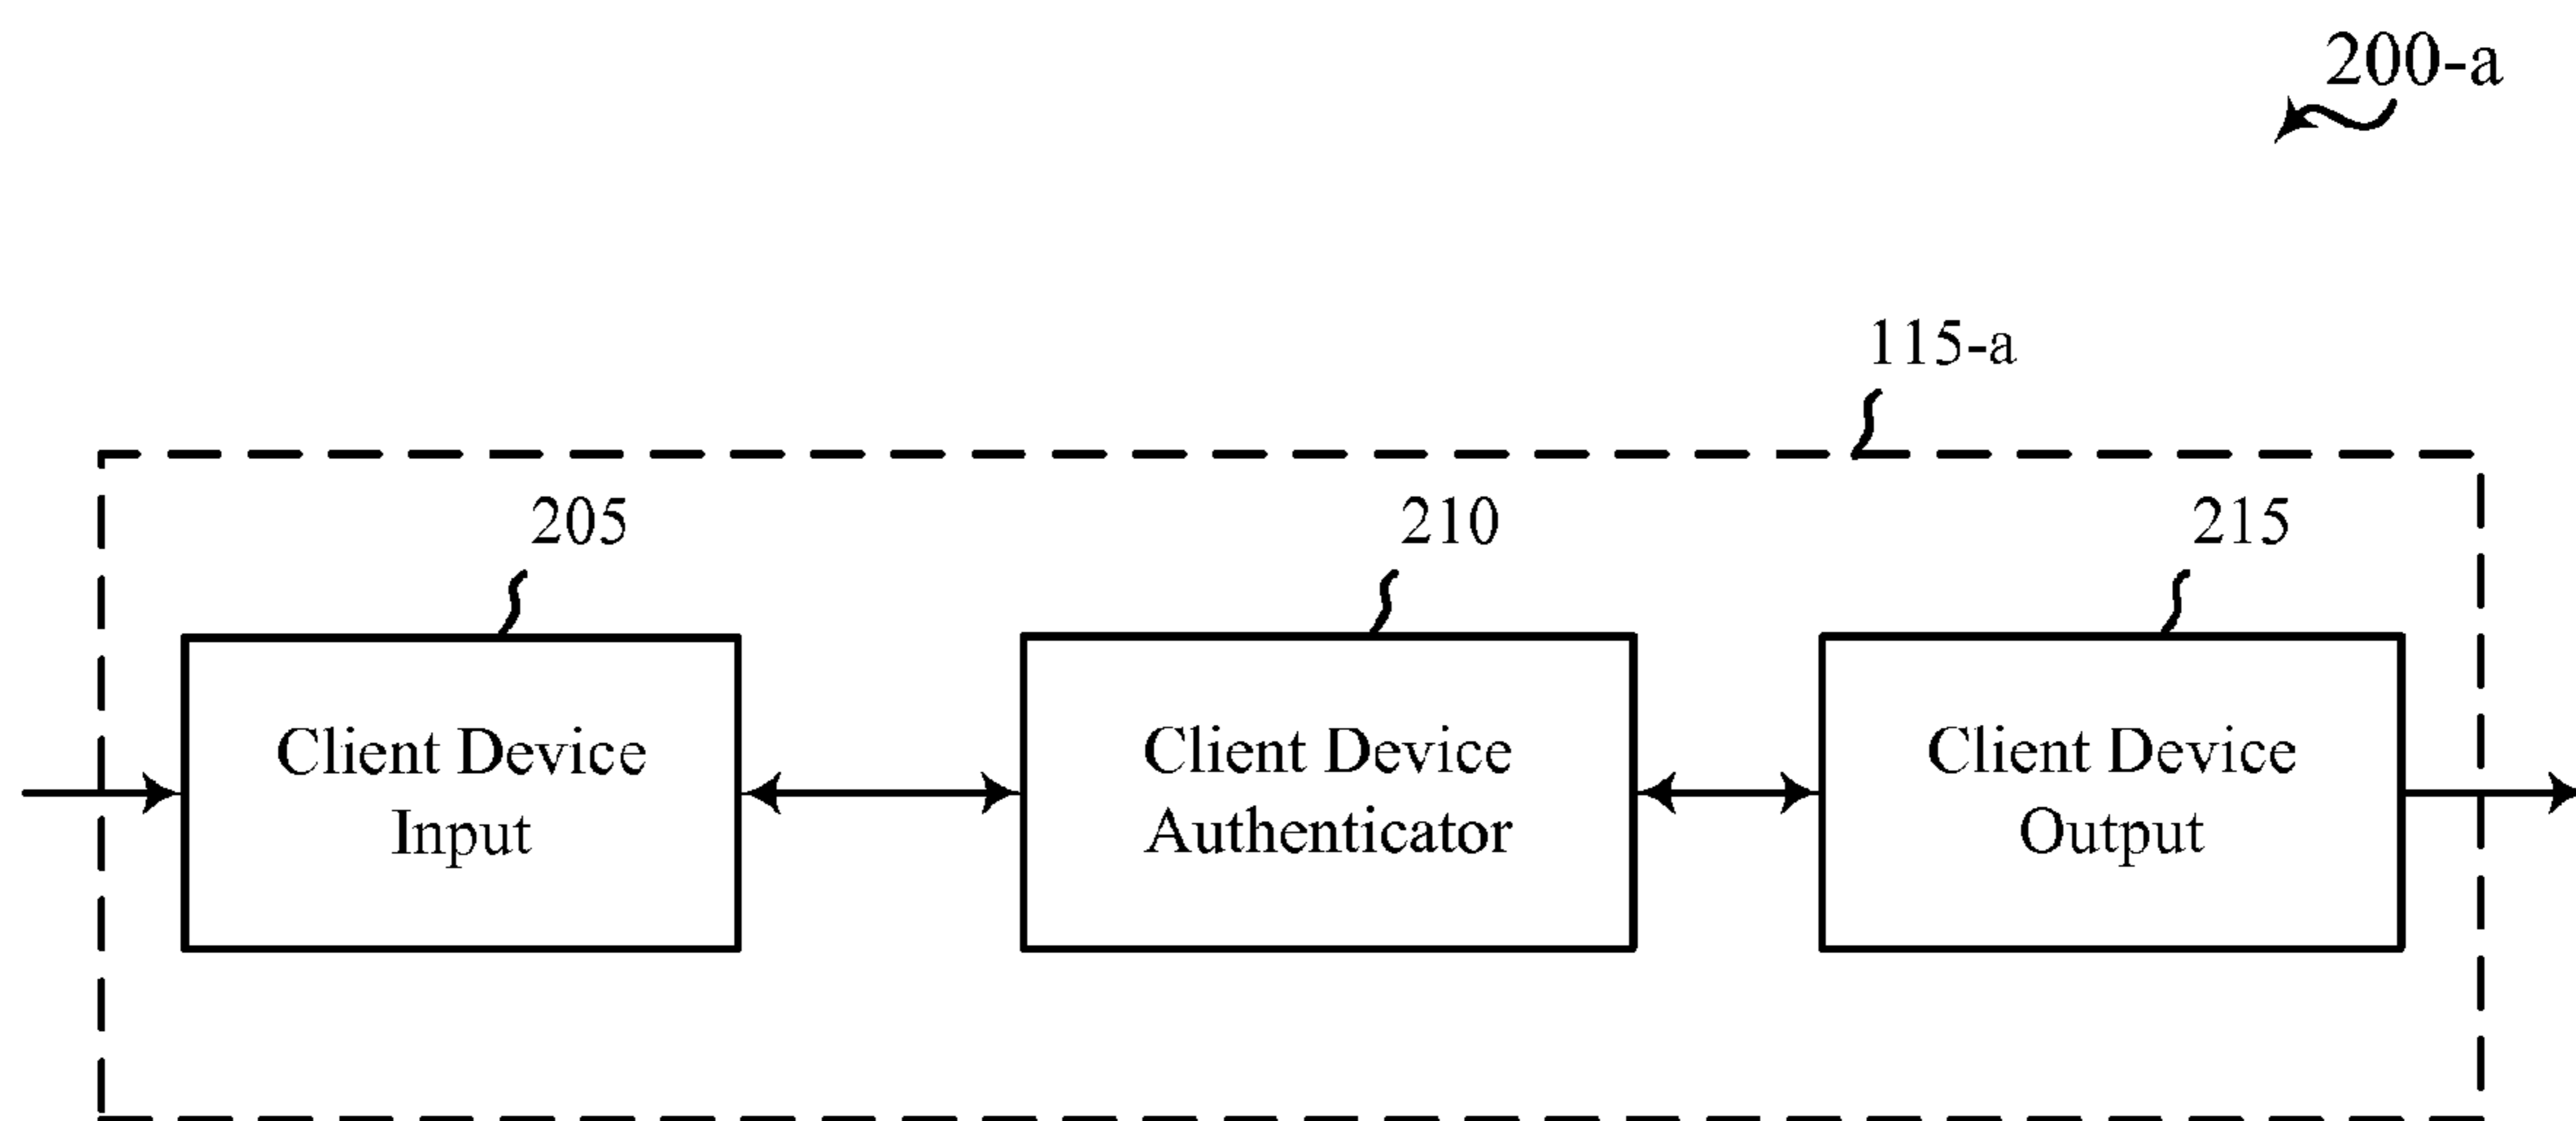 200-a
115-a
205
210
215
Client Device
Input
Client Device
Authenticator
Client Device
Output